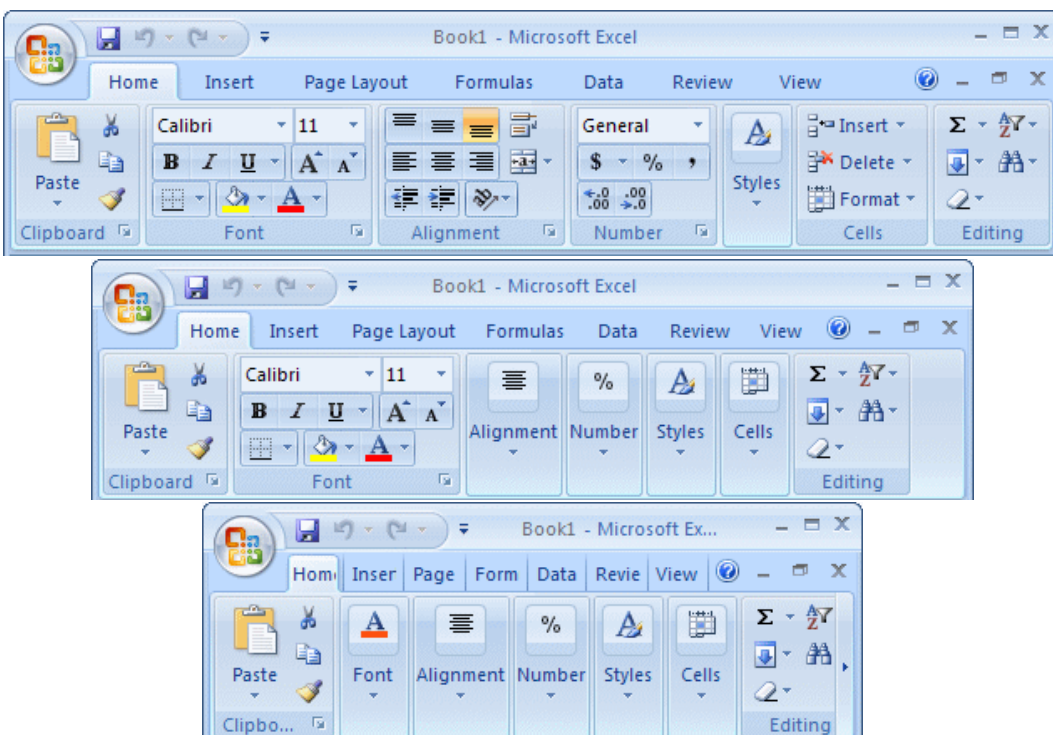 Book1 - Microsoft Excel
Home Insert Page Layout Formulas Data Review View
Calibri 11 General Insert
B I U A A $ % , Delete
Paste Styles
A Format
Clipboard Font Alignment Number Cells Editing
Book1 - Microsoft Excel
Home Insert Page Layout Formulas Data Review View
Calibri 11 % Σ
B I U A A
Paste Alignment Number Styles Cells
A
Clipboard Font Editing
Book1 - Microsoft Ex...
Hom Inser Page Form Data Revie View
A % Σ
Paste Font Alignment Number Styles Cells
Clipbo... Editing